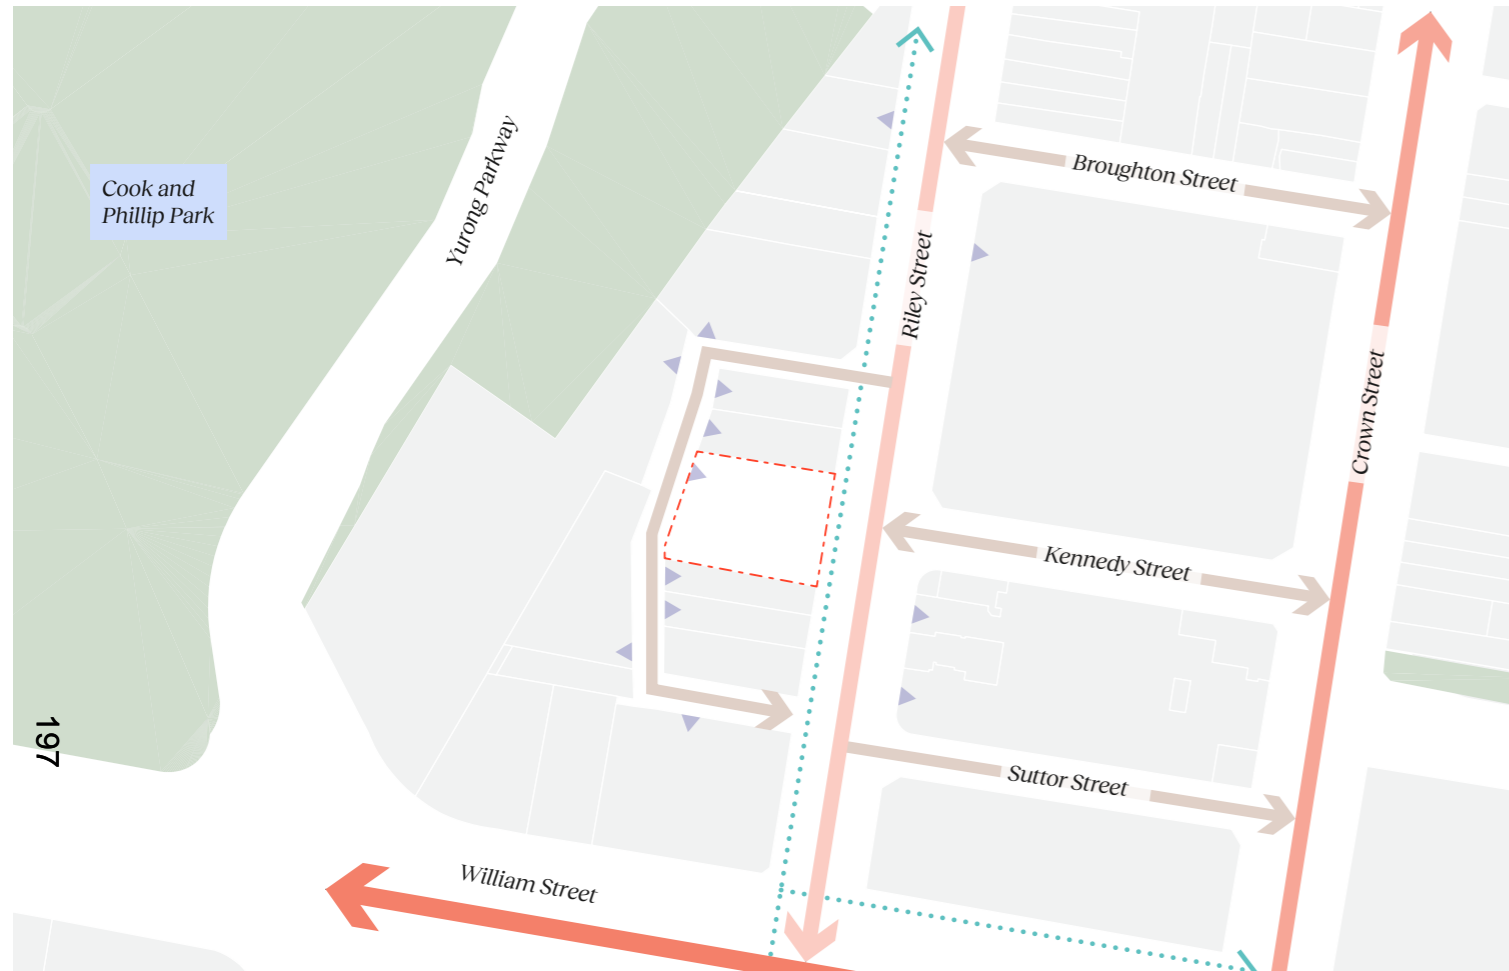 Cook and
Phillip Park
Yurong Parkway
Broughton Street
Riley Street
Crown Street
Kennedy Street
Suttor Street
William Street
197